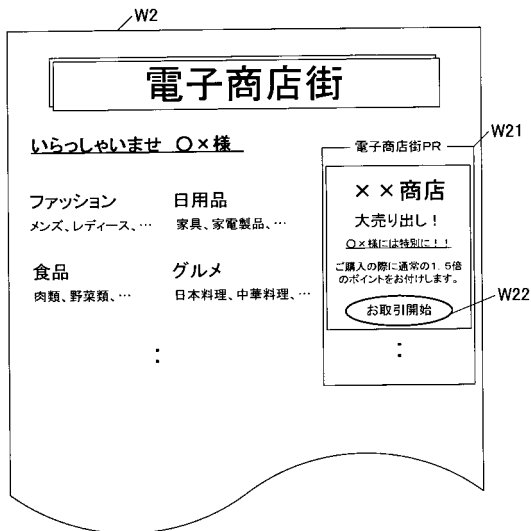 W2
電子商店街
いらっしゃいませ 〇×様
ファッション
メンズ、レディース、…
日用品
家具、家電製品、…
食品
肉類、野菜類、…
グルメ
日本料理、中華料理、…
:
W21
電子商店街PR
××商店
大売り出し！
〇×様には特別に！！
ご購入の際に通常の1.5倍
のポイントをお付けします。
お取引開始
W22
: